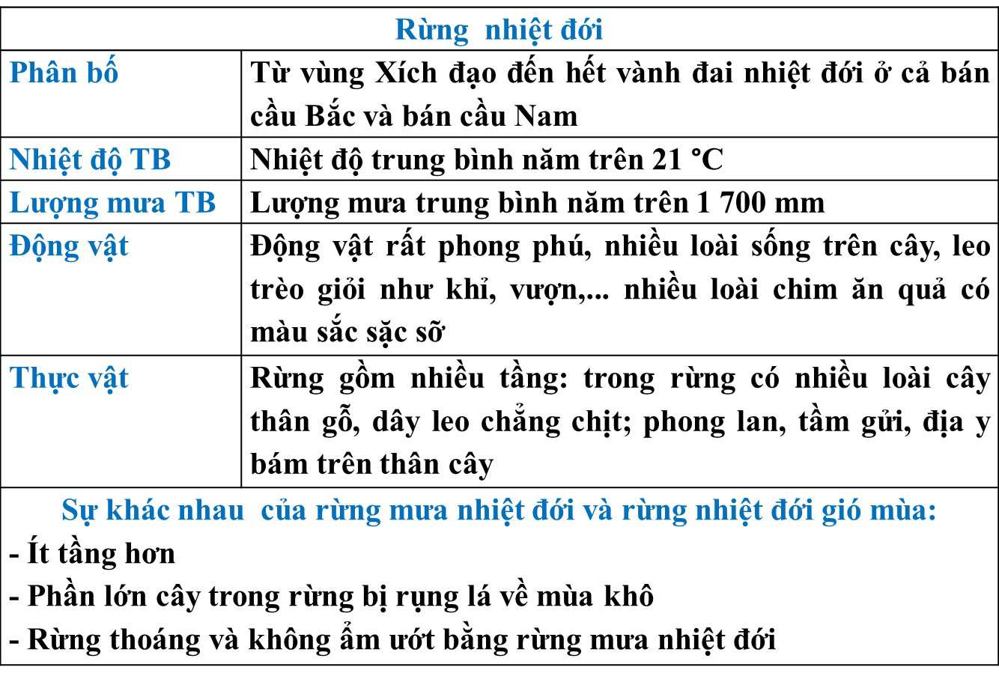 Rừng nhiệt đới
Phân bố
Từ vùng Xích đạo đến hết vành đai nhiệt đới ở cả bán
cầu Bắc và bán cầu Nam
Nhiệt độ TB
Nhiệt độ trung bình năm trên 21 °C
Lượng mưa TB
Lượng mưa trung bình năm trên 1 700 mm
Động vật
Động vật rất phong phú, nhiều loài sống trên cây, leo
trèo giỏi như khỉ, vượn,... nhiều loài chim ăn quả có
màu sắc sặc sỡ
Thực vật
Rừng gồm nhiều tầng: trong rừng có nhiều loài cây
thân gỗ, dây leo chằng chịt; phong lan, tầm gửi, địa y
bám trên thân cây
Sự khác nhau của rừng mưa nhiệt đới và rừng nhiệt đới gió mùa:
- Ít tầng hơn
- Phần lớn cây trong rừng bị rụng lá về mùa khô
- Rừng thoáng và không ẩm ướt bằng rừng mưa nhiệt đới